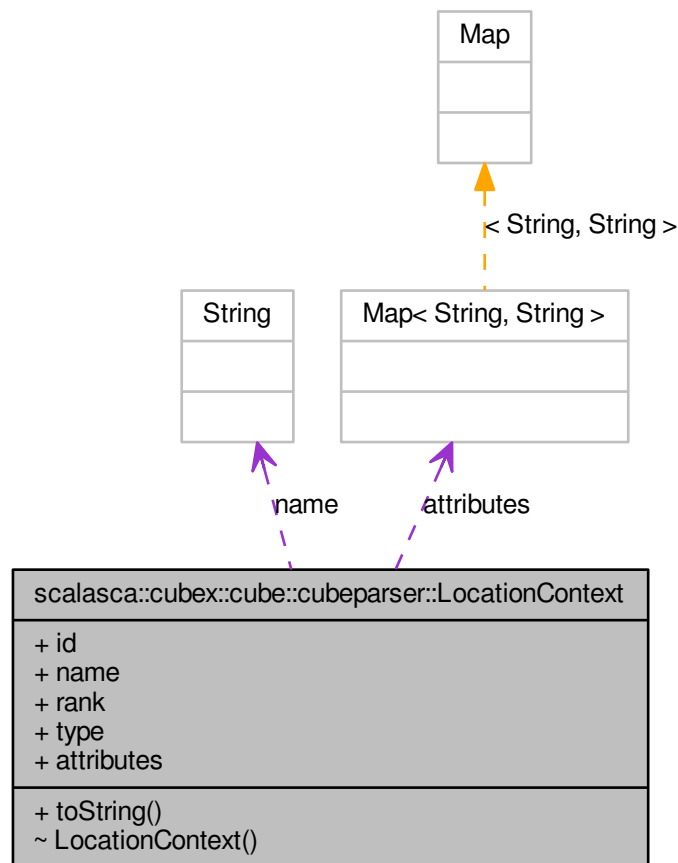 Map
< String, String >
String
Map< String, String >
name
attributes
scalasca::cubex::cube::cubeparser::LocationContext
+ id
+ name
+ rank
+ type
+ attributes
+ toString()
~ LocationContext()